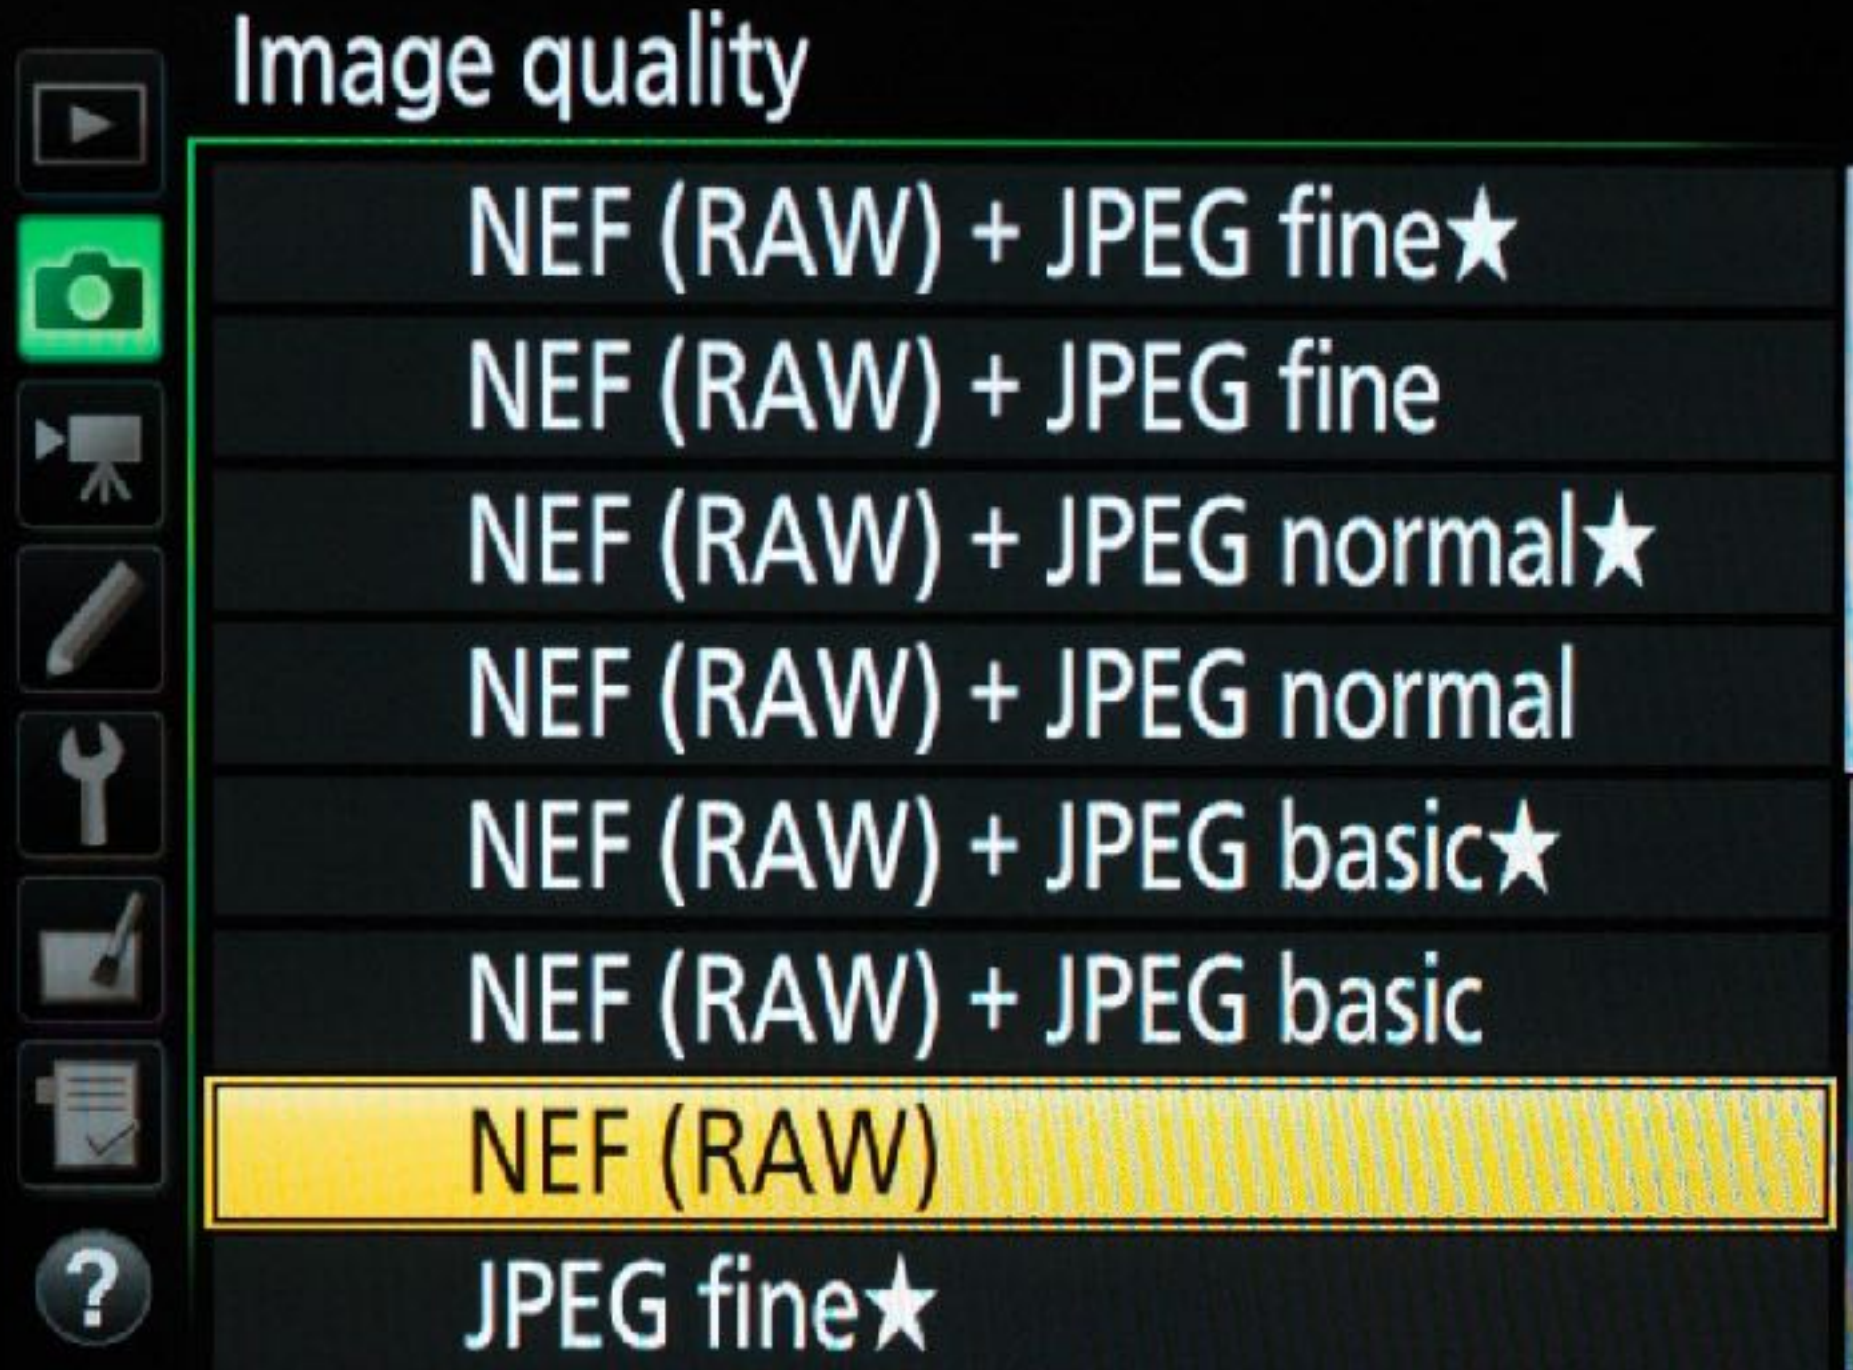 Image quality
NEF (RAW) + JPEG fine★
NEF (RAW) + JPEG fine
NEF (RAW) + JPEG normal★
NEF (RAW) + JPEG normal
NEF (RAW) + JPEG basic★
NEF (RAW) + JPEG basic
NEF (RAW)
JPEG fine★
?